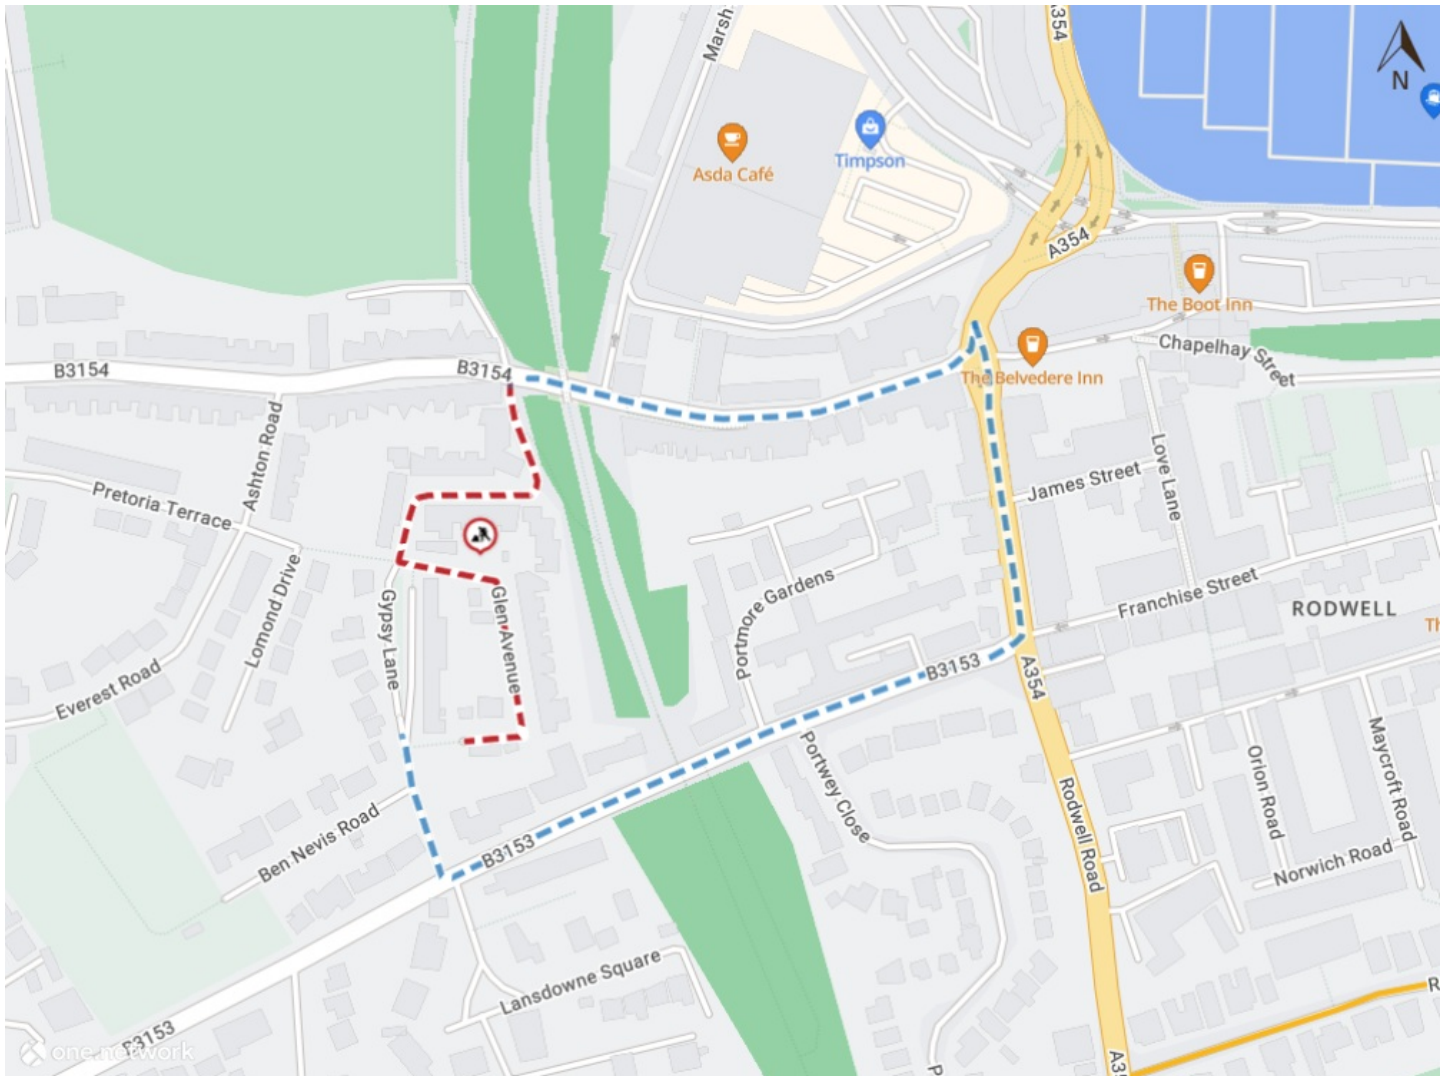 A354
Marsh
N
Timpson
Asda Café
A354
The Boot Inn
Chapelhay Street
B3154
B3154
The Belvedere Inn
Ashton Road
Love Lane
James Street
Pretoria Terrace
Portmore Gardens
Franchise Street
RODWELL
Th
Lomond Drive
Gypsy Lane
Glen Avenue
Everest Road
B3153
A354
Portwey Close
Orion Road
Maycroft Road
Rodwell Road
Ben Nevis Road
B3153
Norwich Road
Lansdowne Square
R
B3153
one.network
P
A35